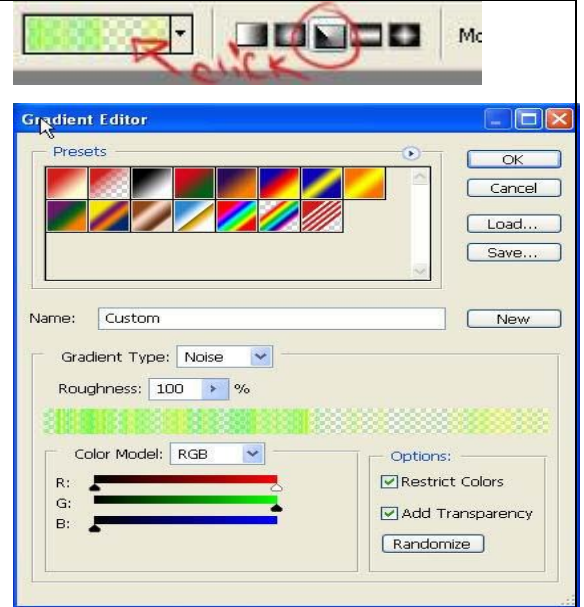 Mo
click
Gradient Editor
Presets
OK
Cancel
Load...
Save...
Name: Custom
New
Gradient Type: Noise
Roughness: 100 %
Color Model: RGB
Options:
R:
Restrict Colors
G:
Add Transparency
B:
Randomize